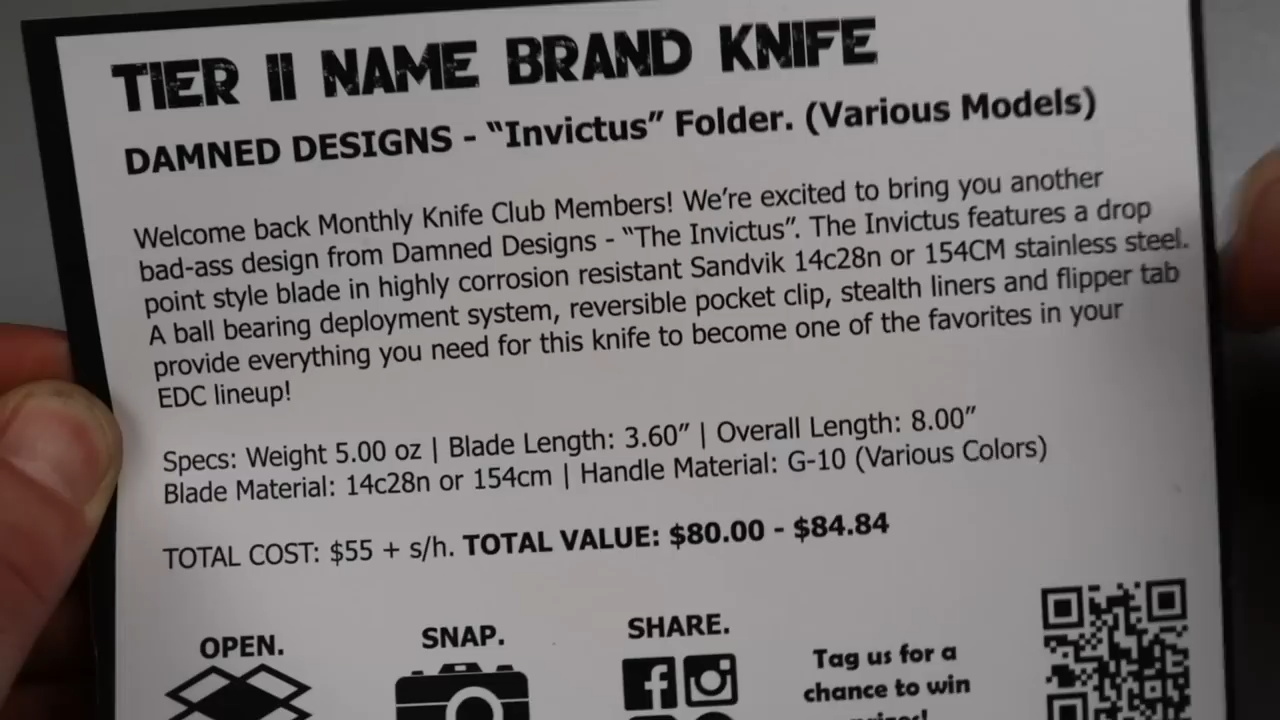 TIER II NAME BRAND KNIFE
DAMNED DESIGNS - “Invictus” Folder. (Various Models)
Welcome back Monthly Knife Club Members! We’re excited to bring you another
bad-ass design from Damned Designs - “The Invictus”. The Invictus features a drop
point style blade in highly corrosion resistant Sandvik 14c28n or 154CM stainless steel.
A ball bearing deployment system, reversible pocket clip, stealth liners and flipper tab
provide everything you need for this knife to become one of the favorites in your
EDC lineup!
Specs: Weight 5.00 oz | Blade Length: 3.60” | Overall Length: 8.00”
Blade Material: 14c28n or 154cm | Handle Material: G-10 (Various Colors)
TOTAL COST: $55 + s/h. TOTAL VALUE: $80.00 - $84.84
OPEN.
SNAP.
SHARE.
Tag us for a
chance to win